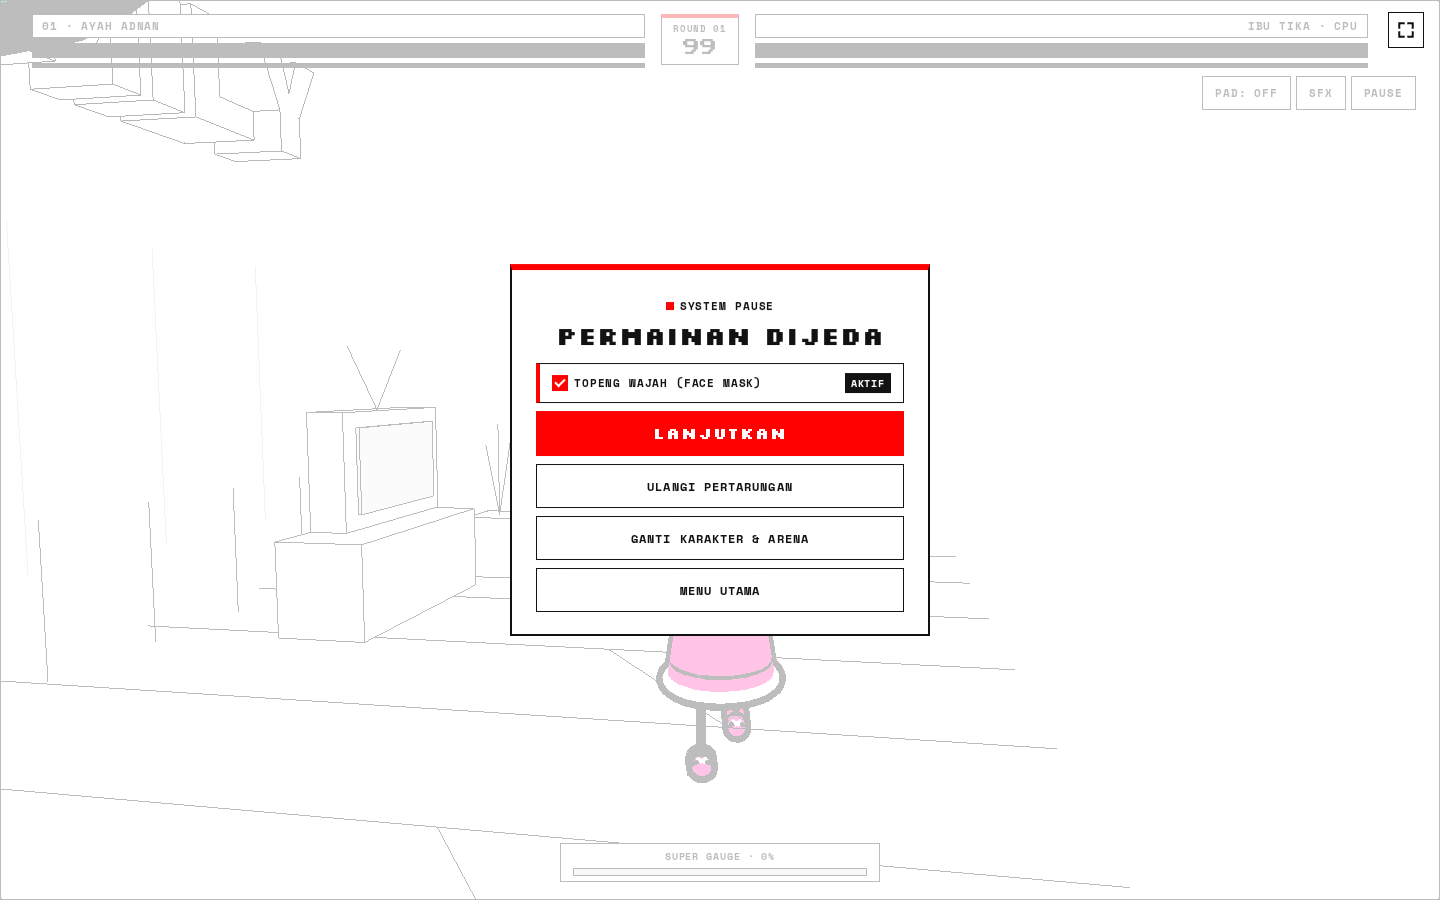 01 · AYAH ADNAN
ROUND 01
99
IBU TIKA · CPU
PAD: OFF
SFX
PAUSE
SYSTEM PAUSE
PERMAINAN DIJEDA
TOPENG WAJAH (FACE MASK)
AKTIF
LANJUTKAN
ULANGI PERTARUNGAN
GANTI KARAKTER & ARENA
MENU UTAMA
SUPER GAUGE · 0%